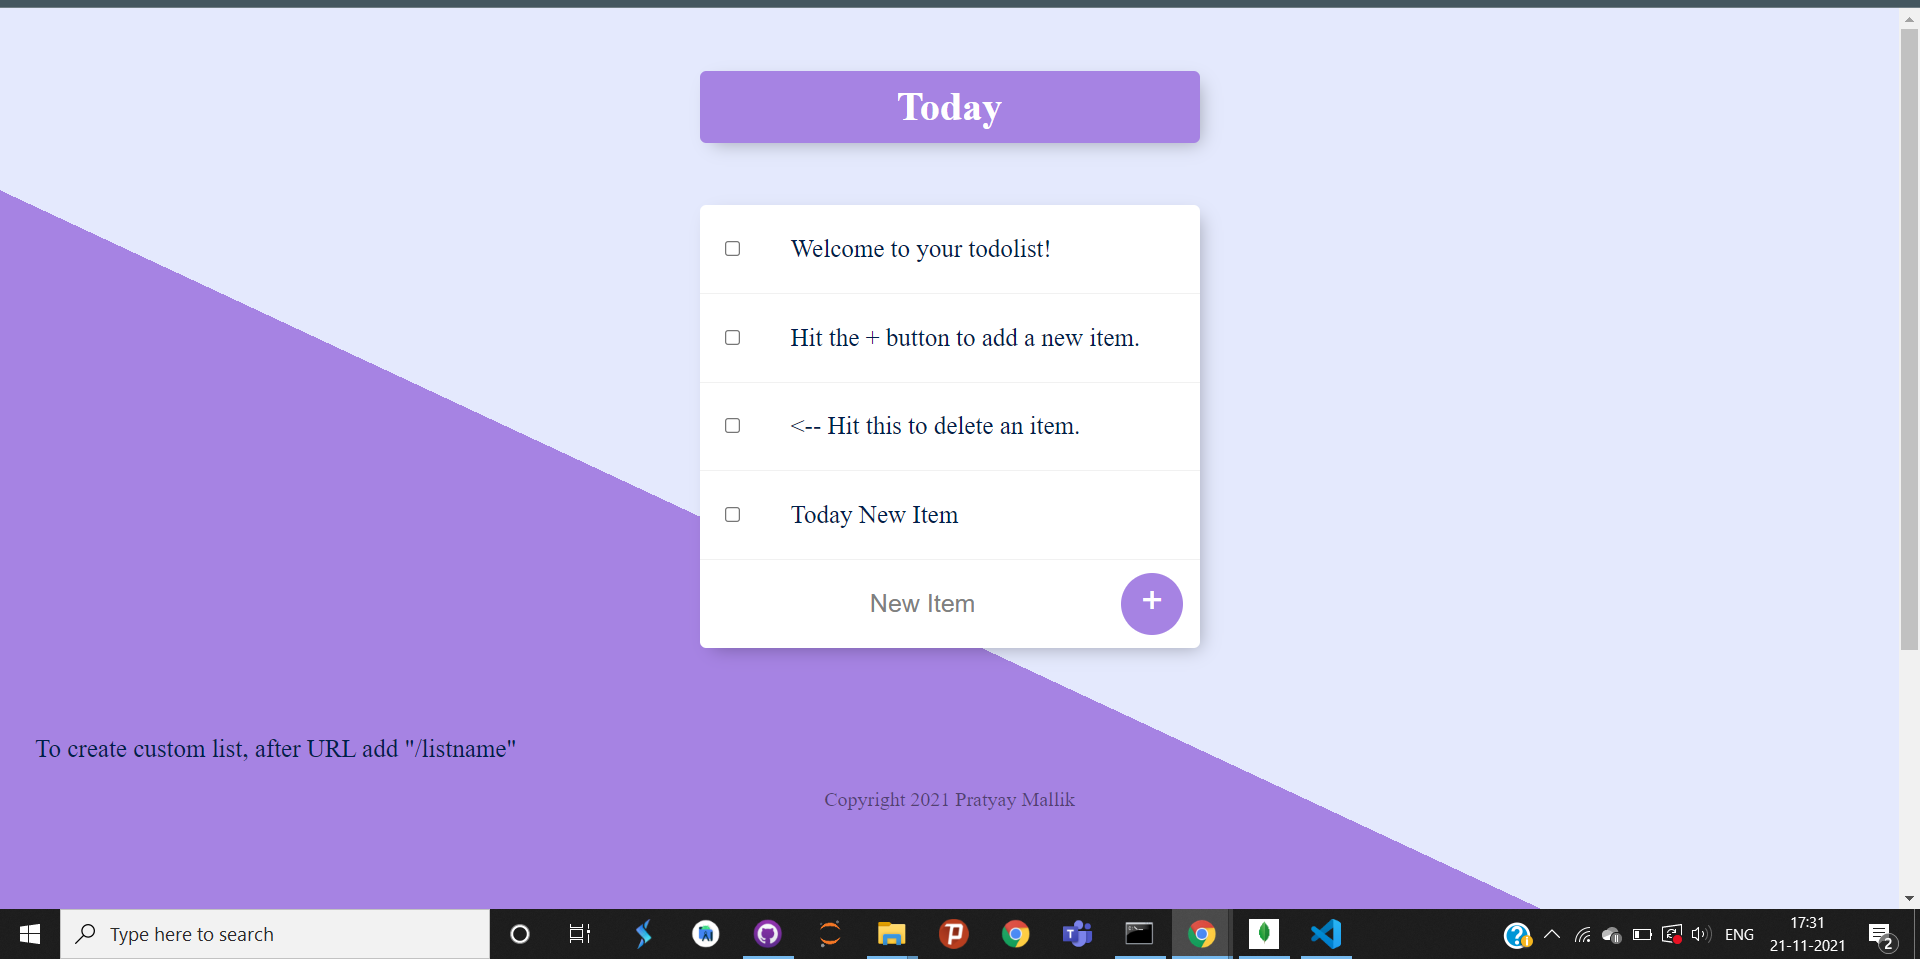 Today
Welcome to your todolist!
Hit the + button to add a new item.
<-- Hit this to delete an item.
Today New Item
New Item
+
To create custom list, after URL add "/listname"
Copyright 2021 Pratyay Mallik
Type here to search
ENG
17:31
21-11-2021
2